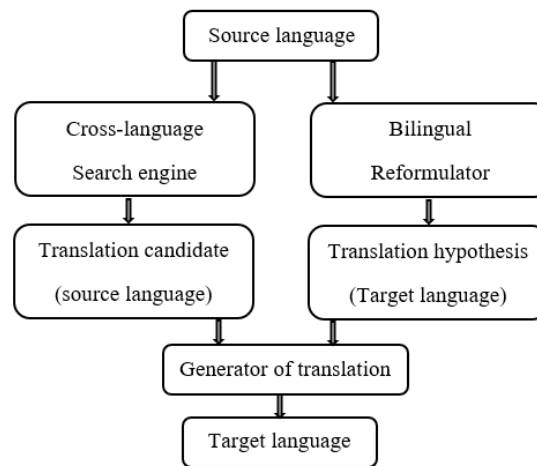 Source language
Cross-language
Search engine
Bilingual
Reformulator
Translation candidate
(source language)
Translation hypothesis
(Target language)
Generator of translation
Target language